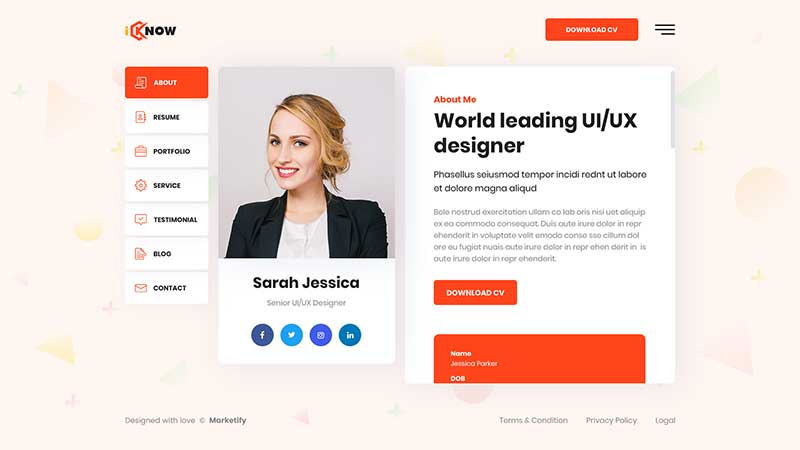 iKNOW
DOWNLOAD CV
ABOUT
RESUME
PORTFOLIO
SERVICE
TESTIMONIAL
BLOG
CONTACT
Sarah Jessica
Senior UI/UX Designer
About Me
World leading UI/UX
designer
Phasellus seiusmod tempor incidi rednt ut labore
et dolore magna aliqud
Bole nostrud exercitation ullam co lab oris nisi uet aliquip
ex ea commodo consequat. Duis aute irure dolor in repr
ehenderit in voluptate velit emodo conse sse cillum dol
ore eu fugiat nuais aute irure dolor in repr ehen derit in is
aute irure dolor in repr ehenderit.
DOWNLOAD CV
Name
Jessica Parker
DOB
Designed with love © Marketify
Terms & Condition
Privacy Policy
Logal